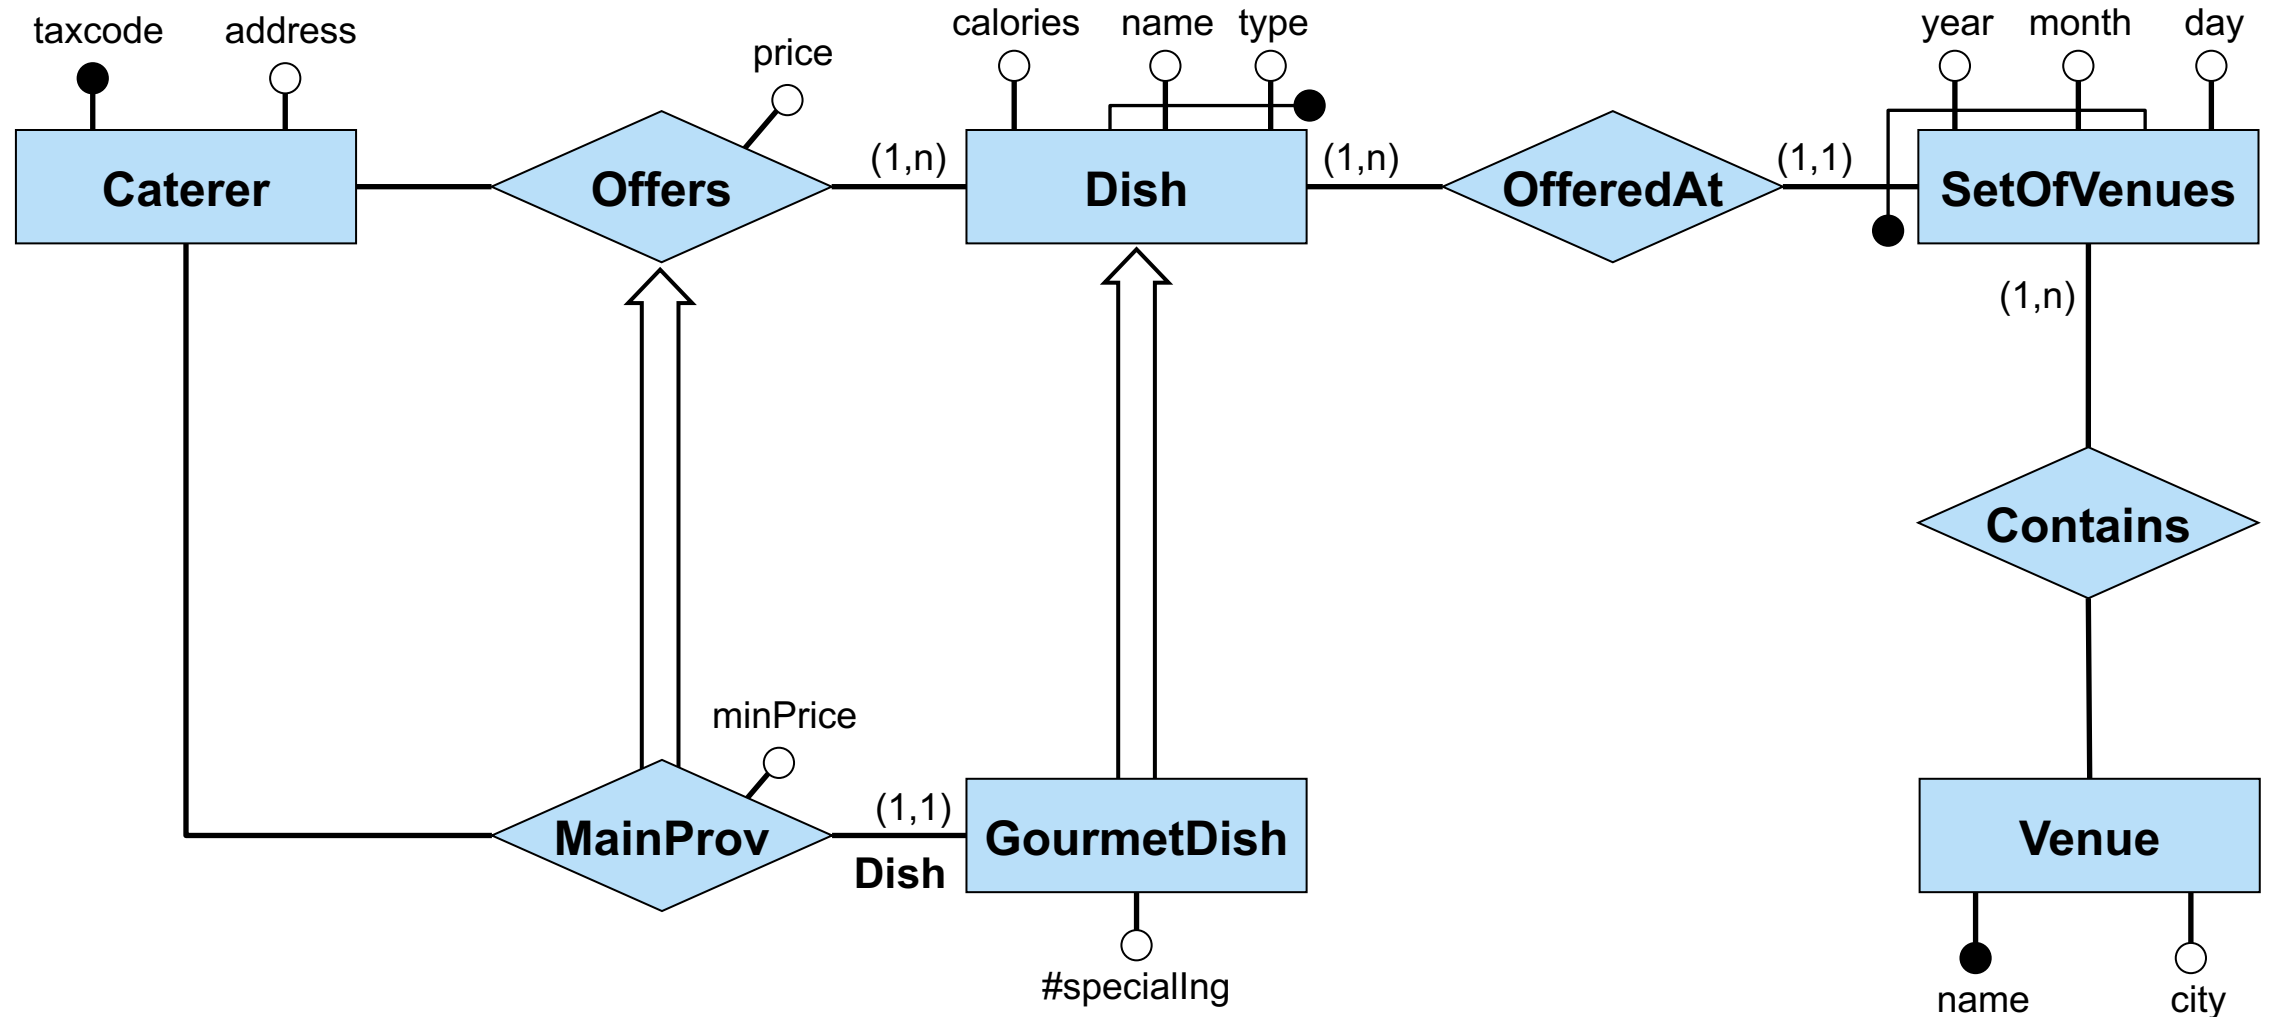 taxcode address price calories name type year month day
Caterer Offers (1,n) Dish (1,n) OfferedAt (1,1) SetOfVenues
(1,n)
Contains
minPrice
MainProv (1,1) GourmetDish Venue
Dish
#specialIng name city